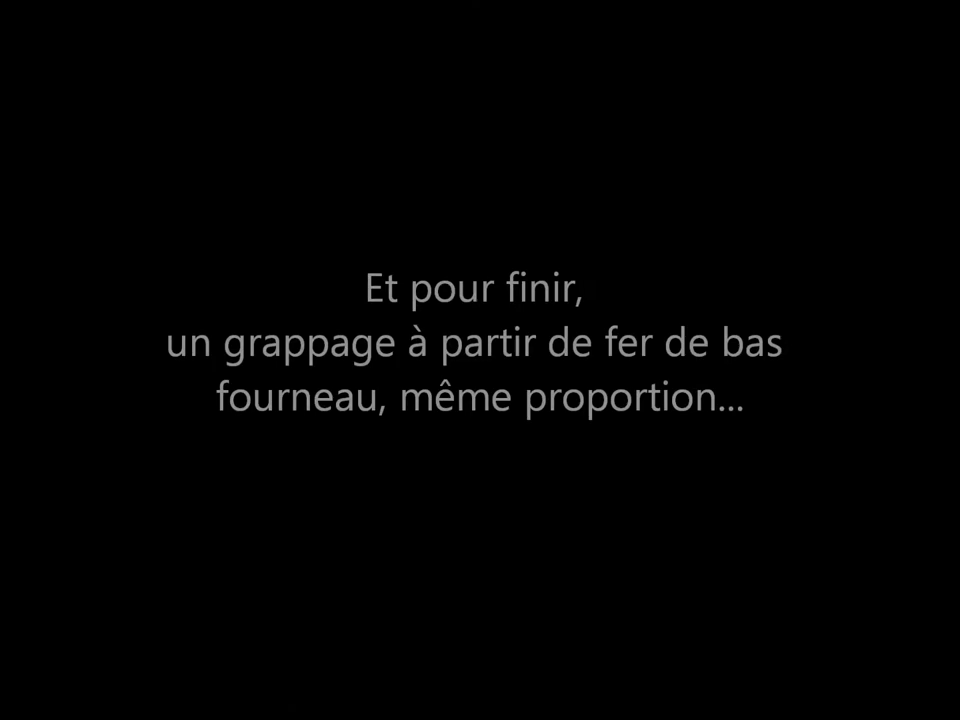 Et pour finir,
un grappage à partir de fer de bas
fourneau, même proportion...